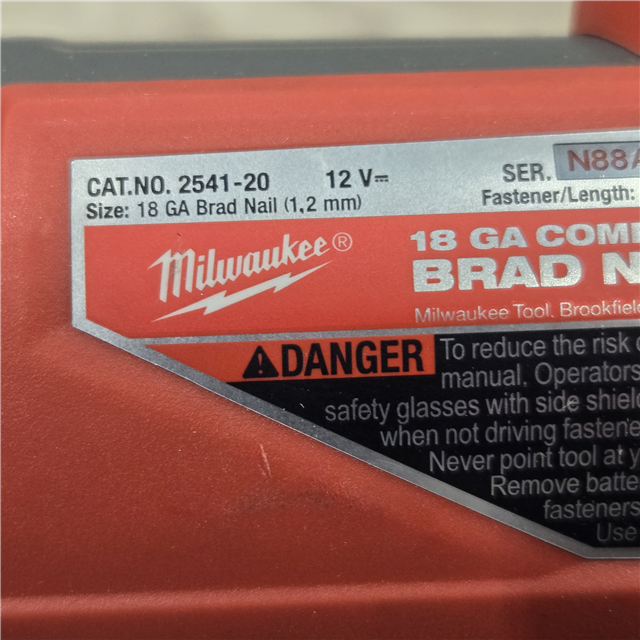 CAT.NO. 2541-20 12 V⎓ SER. N88A
Size: 18 GA Brad Nail (1,2 mm) Fastener/Length:
Milwaukee®
18 GA COMP
BRAD N
Milwaukee Tool, Brookfield
⚠DANGER To reduce the risk o
manual. Operators
safety glasses with side shield
when not driving fastene
Never point tool at y
Remove batte
fasteners
Use